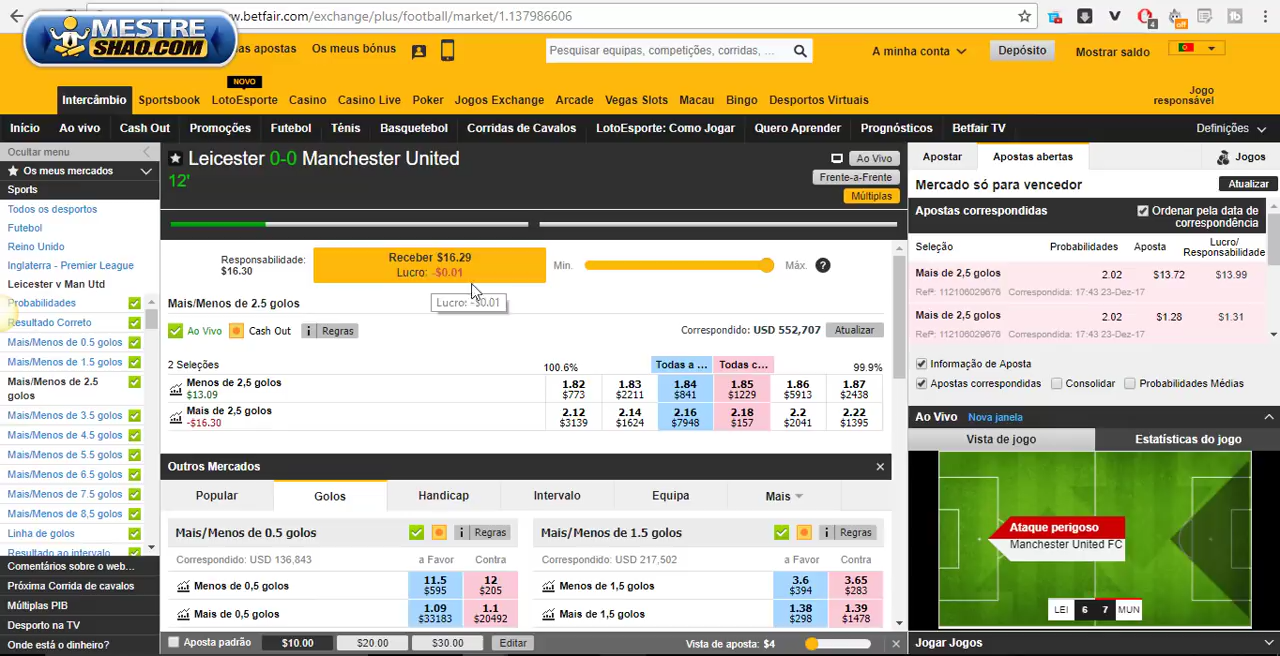 w.betfair.com/exchange/plus/football/market/1.137986606
4
off
MESTRE
SHAO.COM
as apostas
Os meus bónus
Pesquisar equipas, competições, corridas, ...
A minha conta
Depósito
Mostrar saldo
NOVO
Intercâmbio
Sportsbook
LotoEsporte
Casino
Casino Live
Poker
Jogos Exchange
Arcade
Vegas Slots
Macau
Bingo
Desportos Virtuais
Jogo
responsável
Início
Ao vivo
Cash Out
Promoções
Futebol
Ténis
Basquetebol
Corridas de Cavalos
LotoEsporte: Como Jogar
Quero Aprender
Prognósticos
Betfair TV
Definições
Ocultar menu
Os meus mercados
Sports
Todos os desportos
Futebol
Reino Unido
Inglaterra - Premier League
Leicester v Man Utd
Probabilidades
Resultado Correto
Mais/Menos de 0.5 golos
Mais/Menos de 1.5 golos
Mais/Menos de 2.5
golos
Mais/Menos de 3.5 golos
Mais/Menos de 4.5 golos
Mais/Menos de 5.5 golos
Mais/Menos de 6.5 golos
Mais/Menos de 7.5 golos
Mais/Menos de 8,5 golos
Linha de golos
Resultado ao intervalo
Comentários sobre o web...
Próxima Corrida de cavalos
Múltiplas PIB
Desporto na TV
Onde está o dinheiro?
Leicester 0-0 Manchester United
12'
Ao Vivo
Frente-a-Frente
Múltiplas
Responsabilidade:
$16.30
Receber $16.29
Lucro: -$0.01
Min.
Máx.
?
Lucro: -$0.01
Mais/Menos de 2.5 golos
Ao Vivo
Cash Out
i Regras
Correspondido: USD 552,707
Atualizar
2 Seleções
100.6%
Todas a ...
Todas c...
99.9%
Menos de 2,5 golos
$13.09
1.82 1.83 1.84 1.85 1.86 1.87
$773 $2211 $841 $1229 $5913 $2438
Mais de 2,5 golos
-$16.30
2.12 2.14 2.16 2.18 2.2 2.22
$3139 $1624 $7948 $157 $2041 $1395
Outros Mercados
Popular
Golos
Handicap
Intervalo
Equipa
Mais
Mais/Menos de 0.5 golos
i Regras
Correspondido: USD 136,843
a Favor Contra
Menos de 0,5 golos
11.5 12
$595 $205
Mais de 0,5 golos
1.09 1.1
$33183 $20492
Mais/Menos de 1.5 golos
i Regras
Correspondido: USD 217,502
a Favor Contra
Menos de 1,5 golos
3.6 3.65
$394 $283
Mais de 1,5 golos
1.38 1.39
$298 $1478
Aposta padrão
$10.00
$20.00
$30.00
Editar
Vista de aposta: $4
Apostar
Apostas abertas
Jogos
Mercado só para vencedor
Atualizar
Apostas correspondidas
Ordenar pela data de
correspondência
Seleção
Probabilidades
Aposta
Lucro/
Responsabilidade
Mais de 2,5 golos 2.02 $13.72 $13.99
Refª: 112106029676 Correspondida: 17:43 23-Dez-17
Mais de 2,5 golos 2.02 $1.28 $1.31
Refª: 112106029676 Correspondida: 17:43 23-Dez-17
Informação de Aposta
Apostas correspondidas
Consolidar
Probabilidades Médias
Ao Vivo
Nova janela
Vista de jogo
Estatísticas do jogo
Ataque perigoso
Manchester United FC
LEI 6 7 MUN
Jogar Jogos